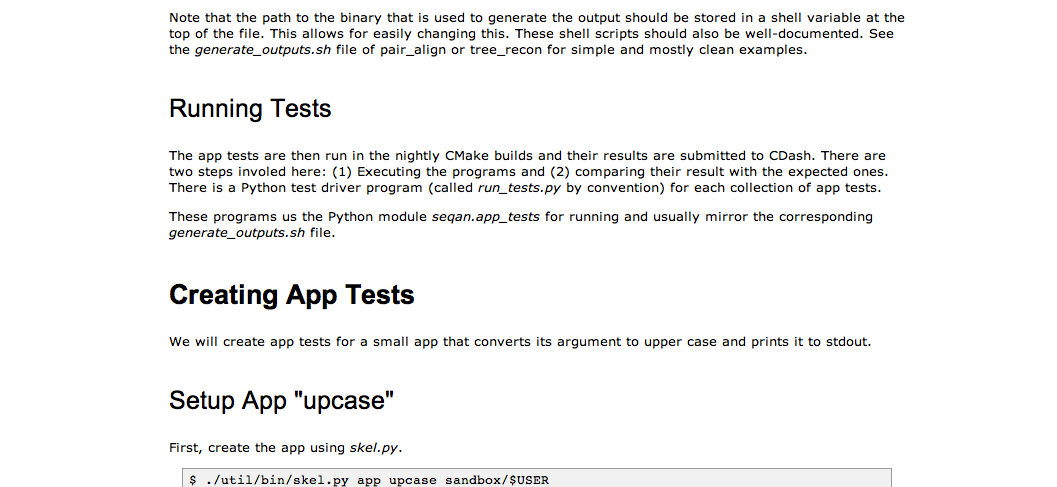 Note that the path to the binary that is used to generate the output should be stored in a shell variable at the
top of the file. This allows for easily changing this. These shell scripts should also be well-documented. See
the generate_outputs.sh file of pair_align or tree_recon for simple and mostly clean examples.
Running Tests
The app tests are then run in the nightly CMake builds and their results are submitted to CDash. There are
two steps involed here: (1) Executing the programs and (2) comparing their result with the expected ones.
There is a Python test driver program (called run_tests.py by convention) for each collection of app tests.
These programs us the Python module seqan.app_tests for running and usually mirror the corresponding
generate_outputs.sh file.
Creating App Tests
We will create app tests for a small app that converts its argument to upper case and prints it to stdout.
Setup App "upcase"
First, create the app using skel.py.
$ ./util/bin/skel.py app upcase sandbox/$USER